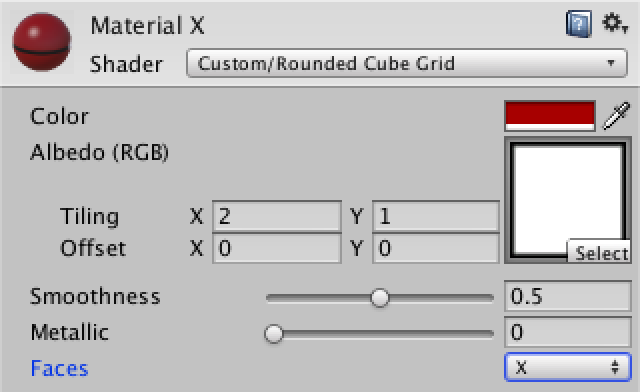 Material X
Shader Custom/Rounded Cube Grid
Color
Albedo (RGB)
Tiling X 2 Y 1
Offset X 0 Y 0
Select
Smoothness 0.5
Metallic 0
Faces X